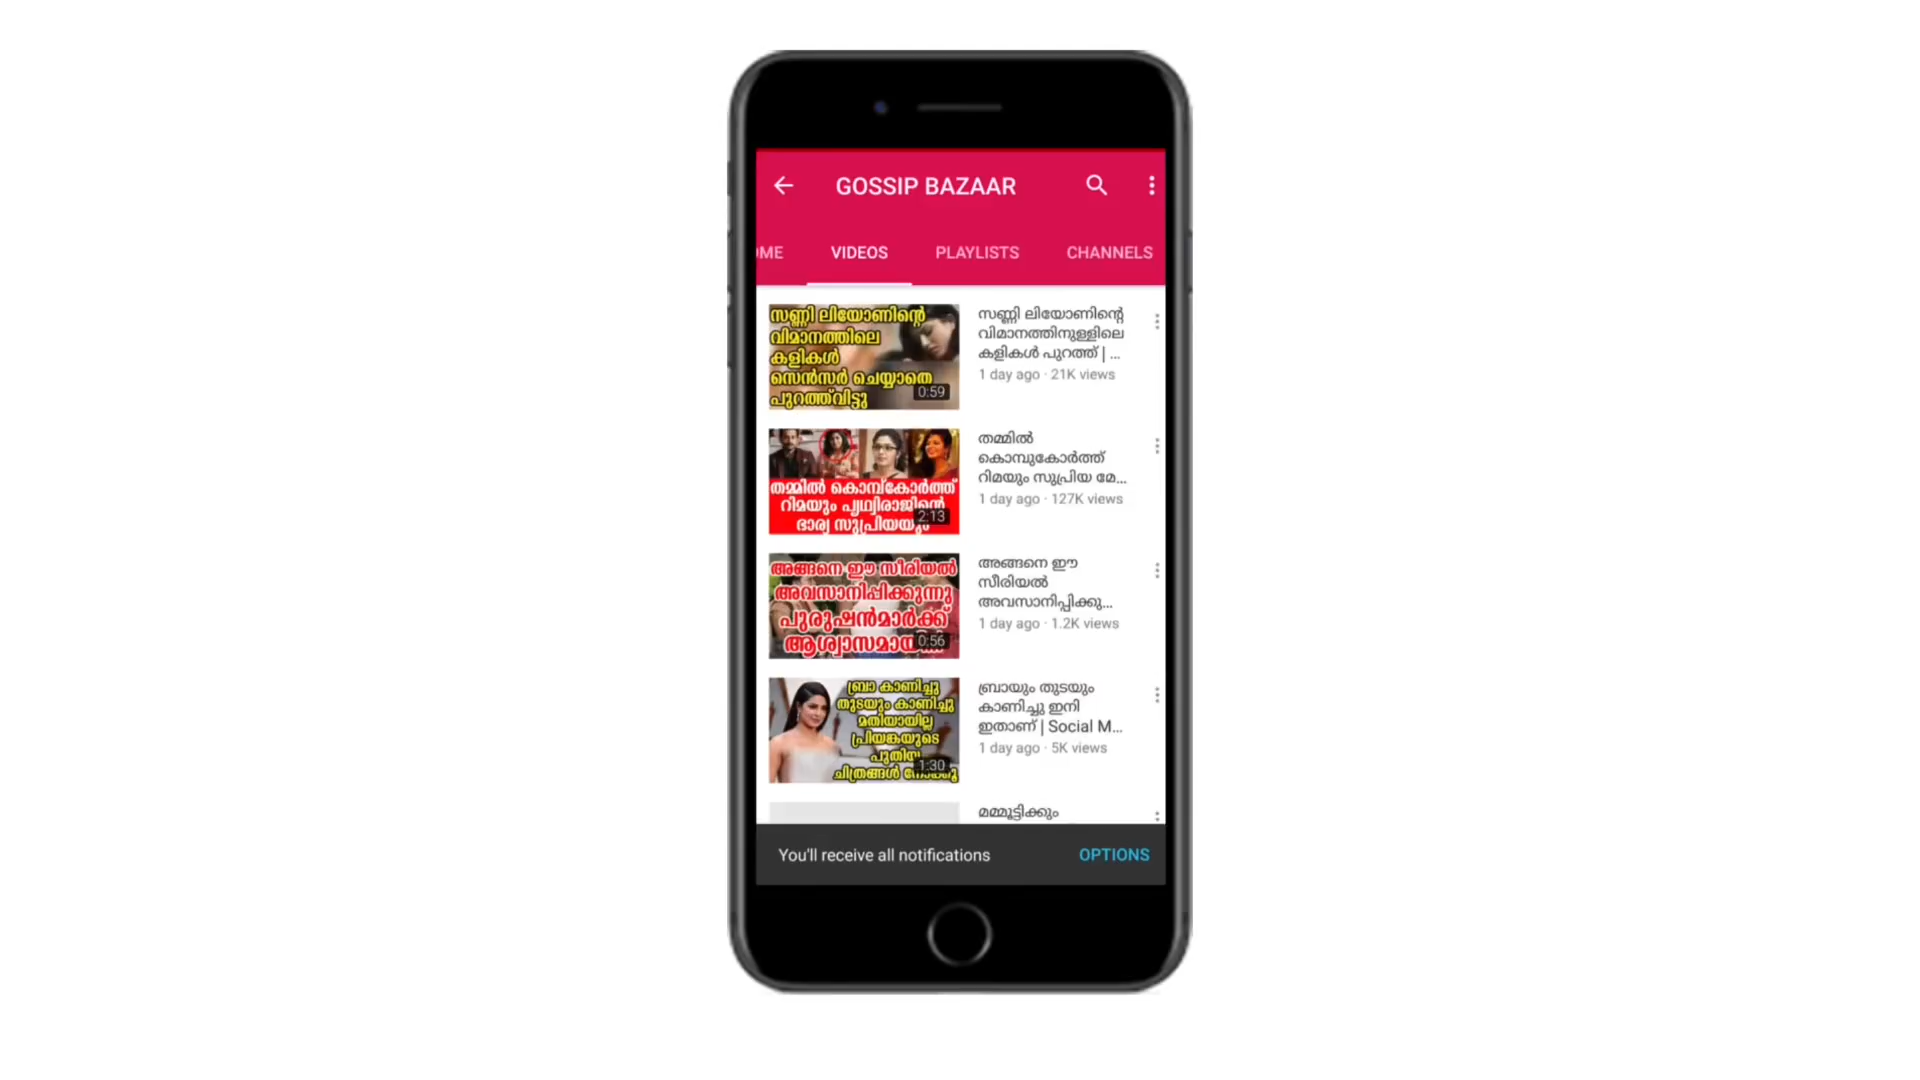 GOSSIP BAZAAR
VIDEOS
PLAYLISTS
CHANNELS
സണ്ണി ലിയോണിന്റെ
വിമാനത്തിലെ
കളികൾ
സെൻസർ ചെയ്യാതെ
പുറത്ത്‌വിട്ടു
0:59
സണ്ണി ലിയോണിന്റെ
വിമാനത്തിനുള്ളിലെ
കളികൾ പുറത്ത് | ...
1 day ago · 21K views
തമ്മിൽ കൊമ്പ്കോർത്ത്
റിമയും പൃഥ്വിരാജിന്റെ
ഭാര്യ സുപ്രിയയും
2:13
തമ്മിൽ
കൊമ്പുകോർത്ത്
റിമയും സുപ്രിയ മേ...
1 day ago · 127K views
അങ്ങനെ ഈ സീരിയൽ
അവസാനിപ്പിക്കുന്നു
പുരുഷൻമാർക്ക്
0:56
അങ്ങനെ ഈ
സീരിയൽ
അവസാനിപ്പിക്കു...
1 day ago · 1.2K views
ബ്രാ കാണിച്ചു
തുടയും കാണിച്ചു
മതിയായില്ല
പ്രിയങ്കയുടെ
പുതിയ
ചിത്രങ്ങൾ നോക്കൂ
1:30
ബ്രായും തുടയും
കാണിച്ചു ഇനി
ഇതാണ് | Social M...
1 day ago · 5K views
മമ്മൂട്ടിക്കും
You'll receive all notifications
OPTIONS